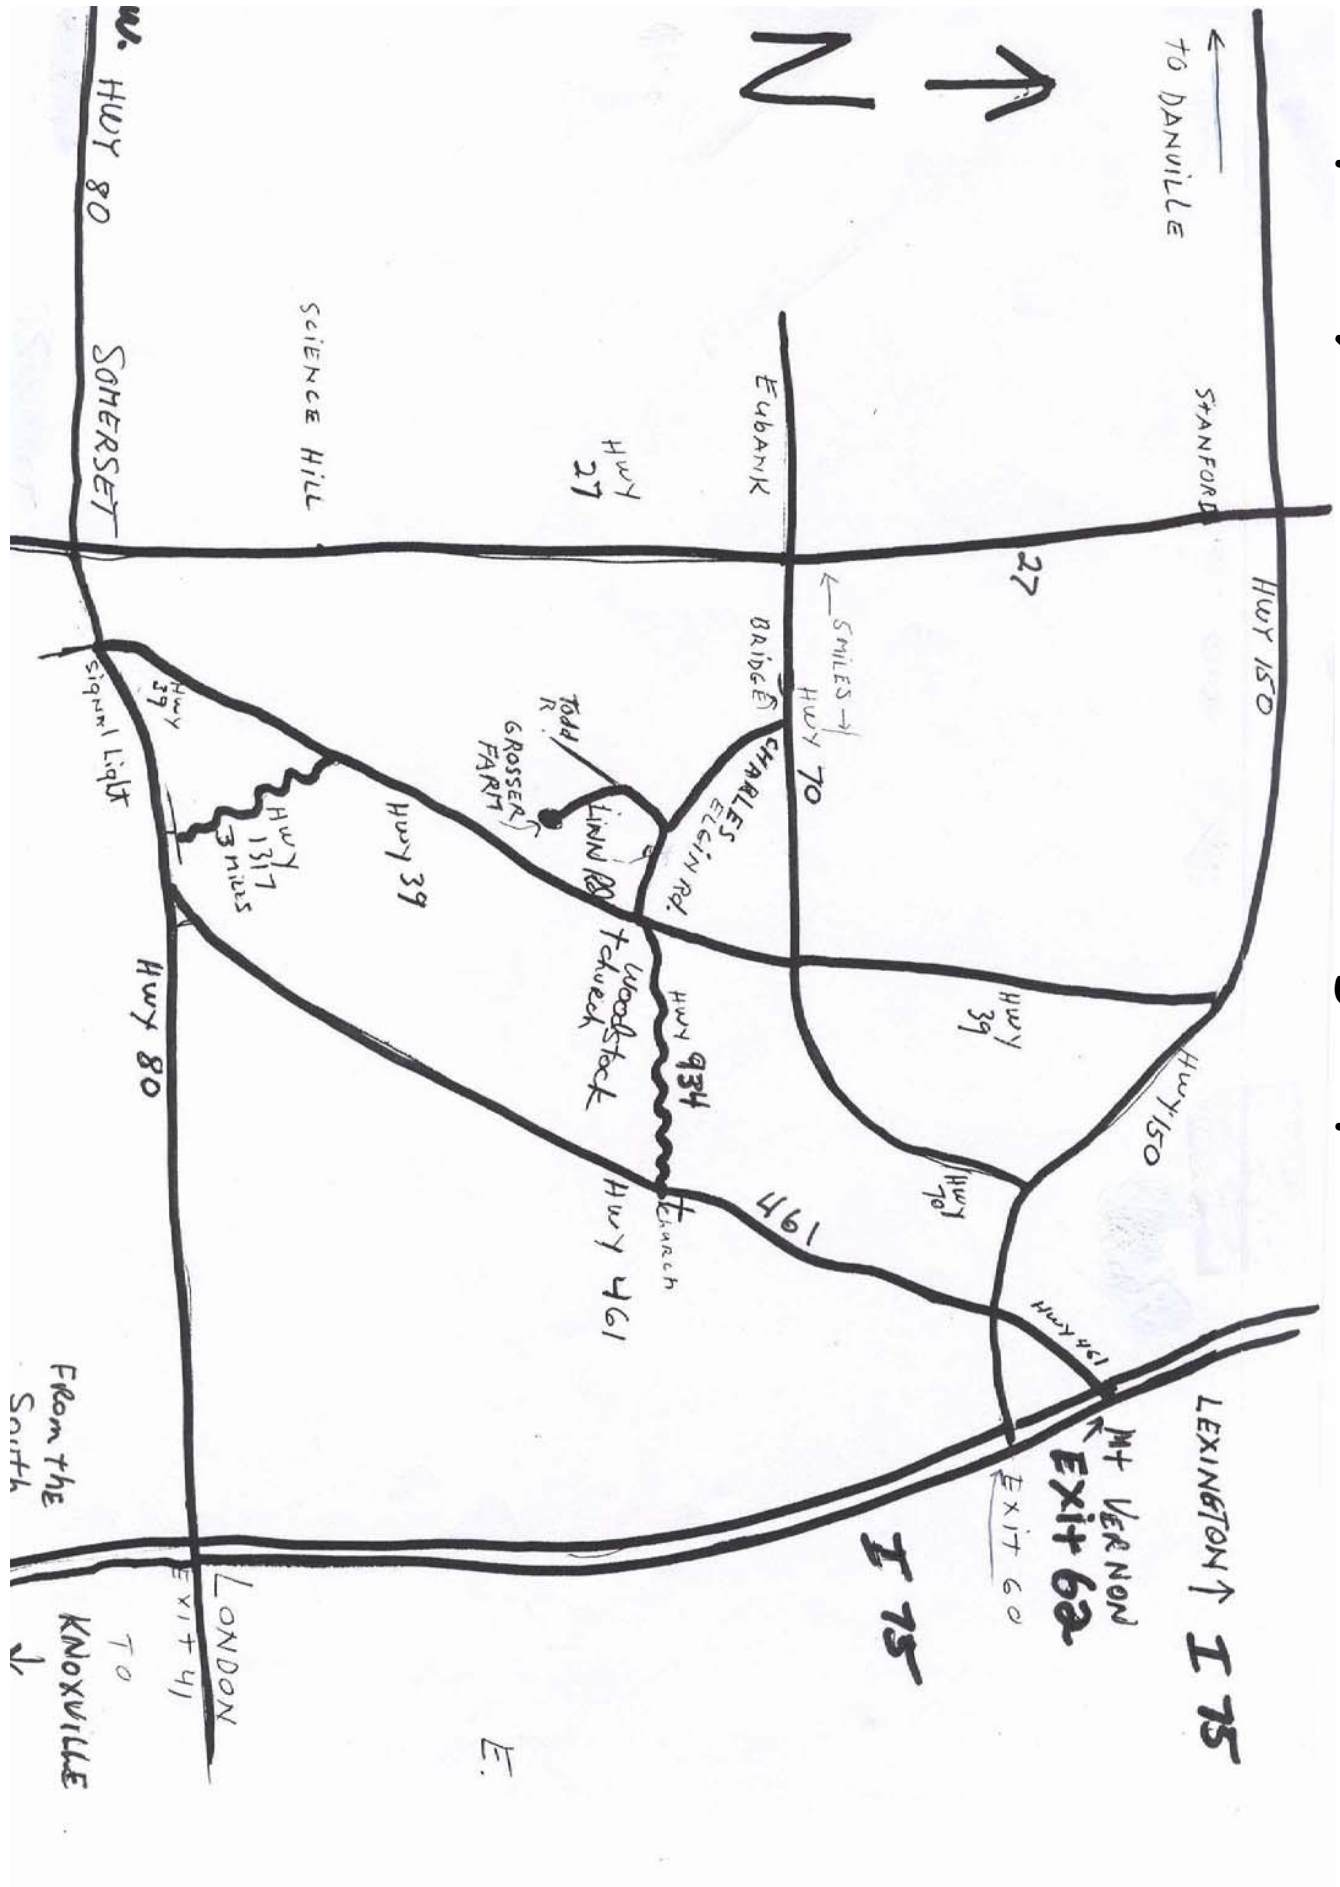 N
← TO DANVILLE
STANFORD
HWY 150
HWY 150
LEXINGTON ↑ I 75
Mt VERNON
Exit 62
EXIT 60
I 75
HWY 461
27
HWY
39
HWY
70
← 5 MILES →
EUBANK
BRIDGE
HWY 70
CHARLES
ELGIN Rd.
461
HWY
27
Todd
R
GROSSER
FARM
LINN RD
HWY 934
Woodstock
church
church
HWY 461
SCIENCE HILL
HWY 39
HWY
39
HWY
1317
3 MILES
E.
W. HWY 80
SOMERSET
Signal Light
HWY 80
LONDON
EXIT 41
FROM the
South
TO
KNOXVILLE
↓